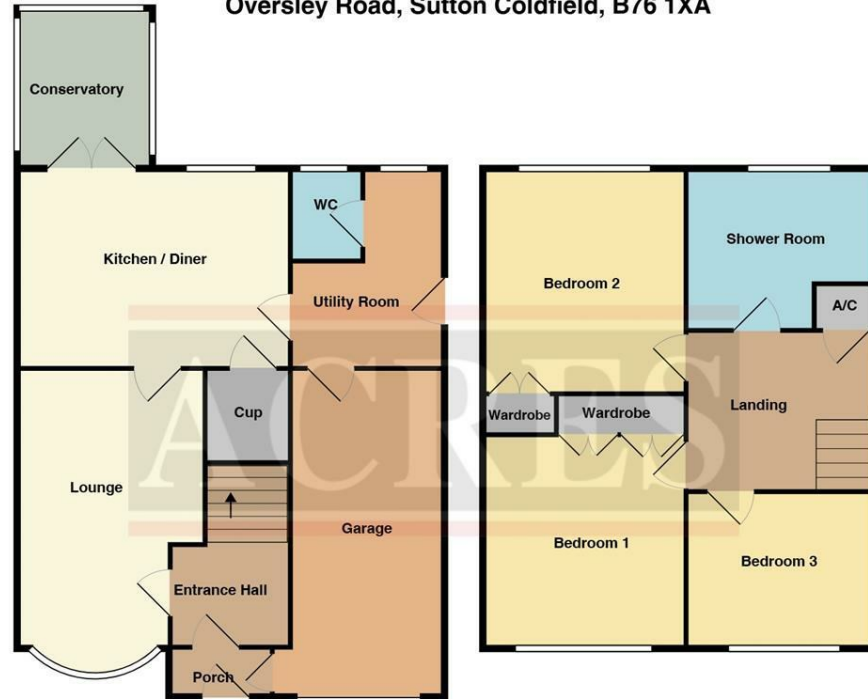 Oversley Road, Sutton Coldfield, B76 1XA
Conservatory
WC
Kitchen / Diner
Utility Room
Cup
Lounge
Garage
Entrance Hall
Porch
Shower Room
Bedroom 2
A/C
Wardrobe
Wardrobe
Landing
Bedroom 1
Bedroom 3
ACRES